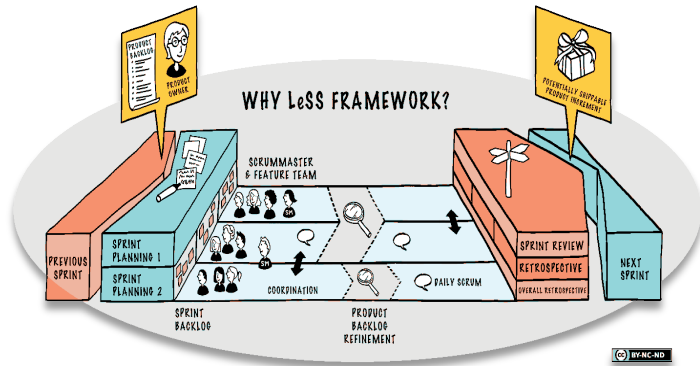 PRODUCT
BACKLOG
PRODUCT
OWNER
POTENTIALLY SHIPPABLE
PRODUCT INCREMENT
WHY LeSS FRAMEWORK?
SCRUMMASTER
& FEATURE TEAM
SM
SM
PREVIOUS
SPRINT
SPRINT
PLANNING 1
SPRINT
PLANNING 2
COORDINATION
DAILY SCRUM
SPRINT REVIEW
RETROSPECTIVE
OVERALL RETROSPECTIVE
NEXT
SPRINT
SPRINT
BACKLOG
PRODUCT
BACKLOG
REFINEMENT
cc BY-NC-ND